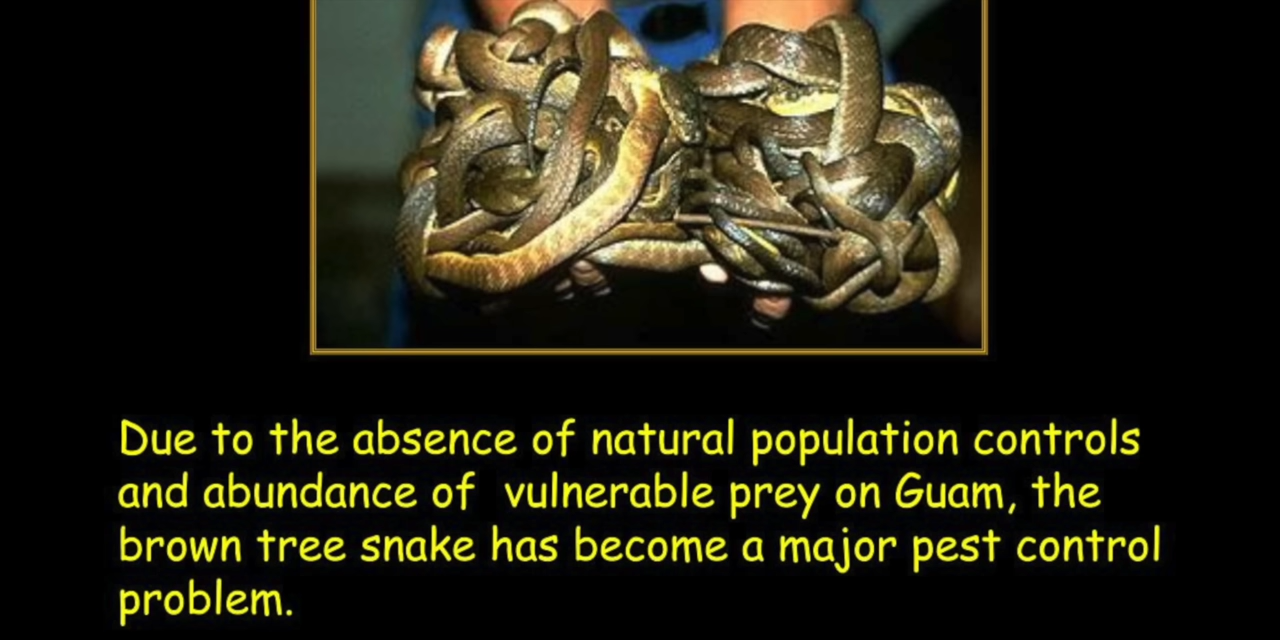 Due to the absence of natural population controls
and abundance of  vulnerable prey on Guam, the
brown tree snake has become a major pest control
problem.